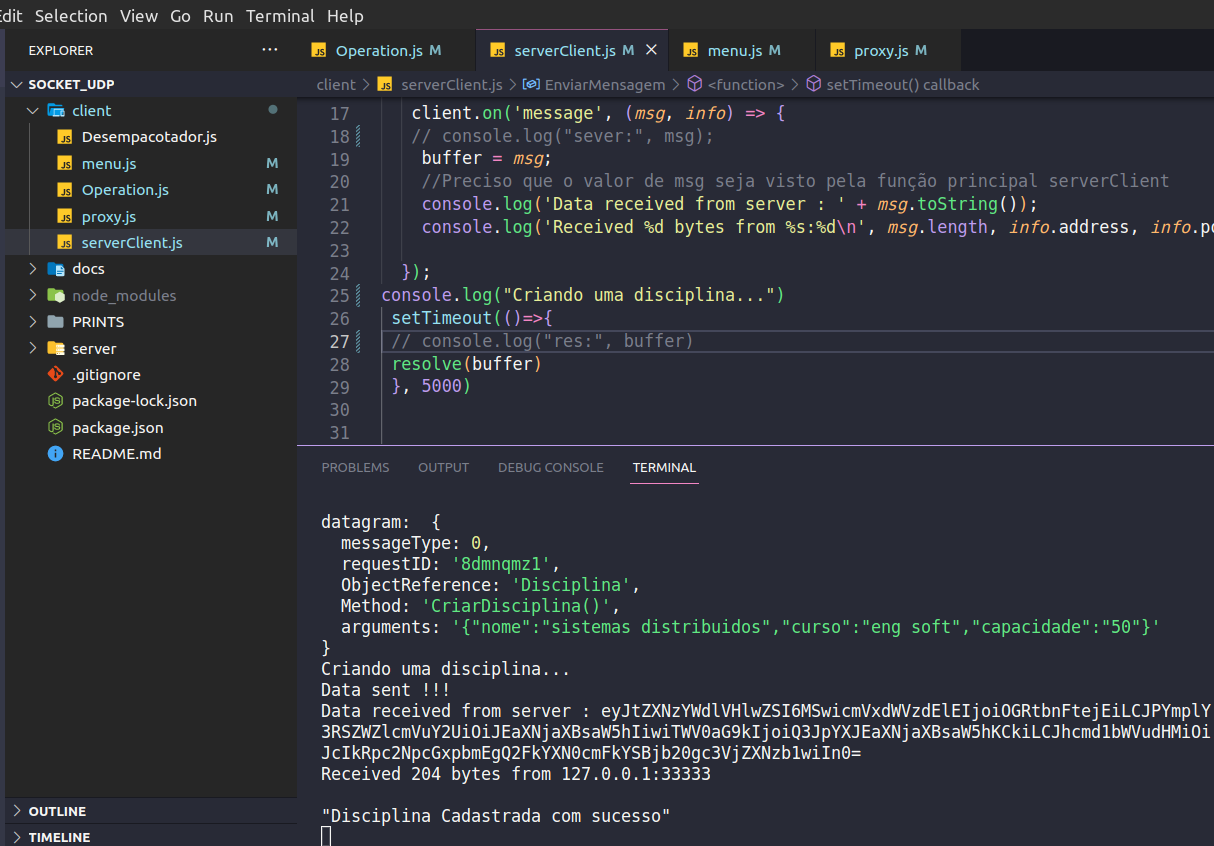 Edit Selection View Go Run Terminal Help
EXPLORER ...
Operation.js M serverClient.js M × menu.js M proxy.js M
SOCKET_UDP
client > serverClient.js > EnviarMensagem > <function> > setTimeout() callback
client
Desempacotador.js
menu.js M
Operation.js M
proxy.js M
serverClient.js M
docs
node_modules
PRINTS
server
.gitignore
package-lock.json
package.json
README.md
OUTLINE
TIMELINE
17 client.on('message', (msg, info) => {
18 // console.log("sever:", msg);
19 buffer = msg;
20 //Preciso que o valor de msg seja visto pela função principal serverClient
21 console.log('Data received from server : ' + msg.toString());
22 console.log('Received %d bytes from %s:%d\n', msg.length, info.address, info.po
23
24 });
25 console.log("Criando uma disciplina...")
26 setTimeout(()=>{
27 // console.log("res:", buffer)
28 resolve(buffer)
29 }, 5000)
30
31
PROBLEMS OUTPUT DEBUG CONSOLE TERMINAL
datagram: {
messageType: 0,
requestID: '8dmnqmz1',
ObjectReference: 'Disciplina',
Method: 'CriarDisciplina()',
arguments: '{"nome":"sistemas distribuidos","curso":"eng soft","capacidade":"50"}'
}
Criando uma disciplina...
Data sent !!!
Data received from server : eyJtZXNzYWdlVHlwZSI6MSwicmVxdWVzdElEIjoiOGRtbnFtejEiLCJPYmplY
3RSZWZlcmVuY2UiOiJEaXNjaXBsaW5hIiwiTWV0aG9kIjoiQ3JpYXJEaXNjaXBsaW5hKCkiLCJhcmd1bWVudHMiOi
JcIkRpc2NpcGxpbmEgQ2FkYXN0cmFkYSBjb20gc3VjZXNzb1wiIn0=
Received 204 bytes from 127.0.0.1:33333
"Disciplina Cadastrada com sucesso"